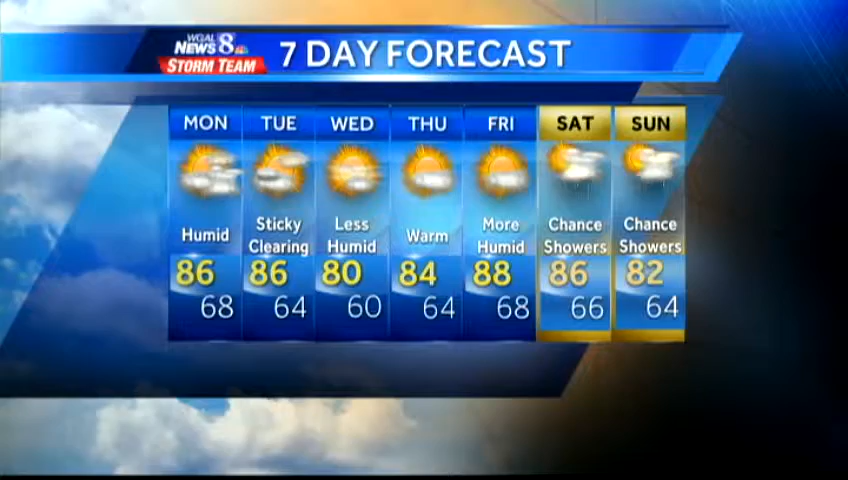 WGAL
NEWS 8
STORM TEAM
7 DAY FORECAST
MON TUE WED THU FRI SAT SUN
Humid
Sticky
Clearing
Less
Humid
Warm
More
Humid
Chance
Showers
Chance
Showers
86 86 80 84 88 86 82
68 64 60 64 68 66 64